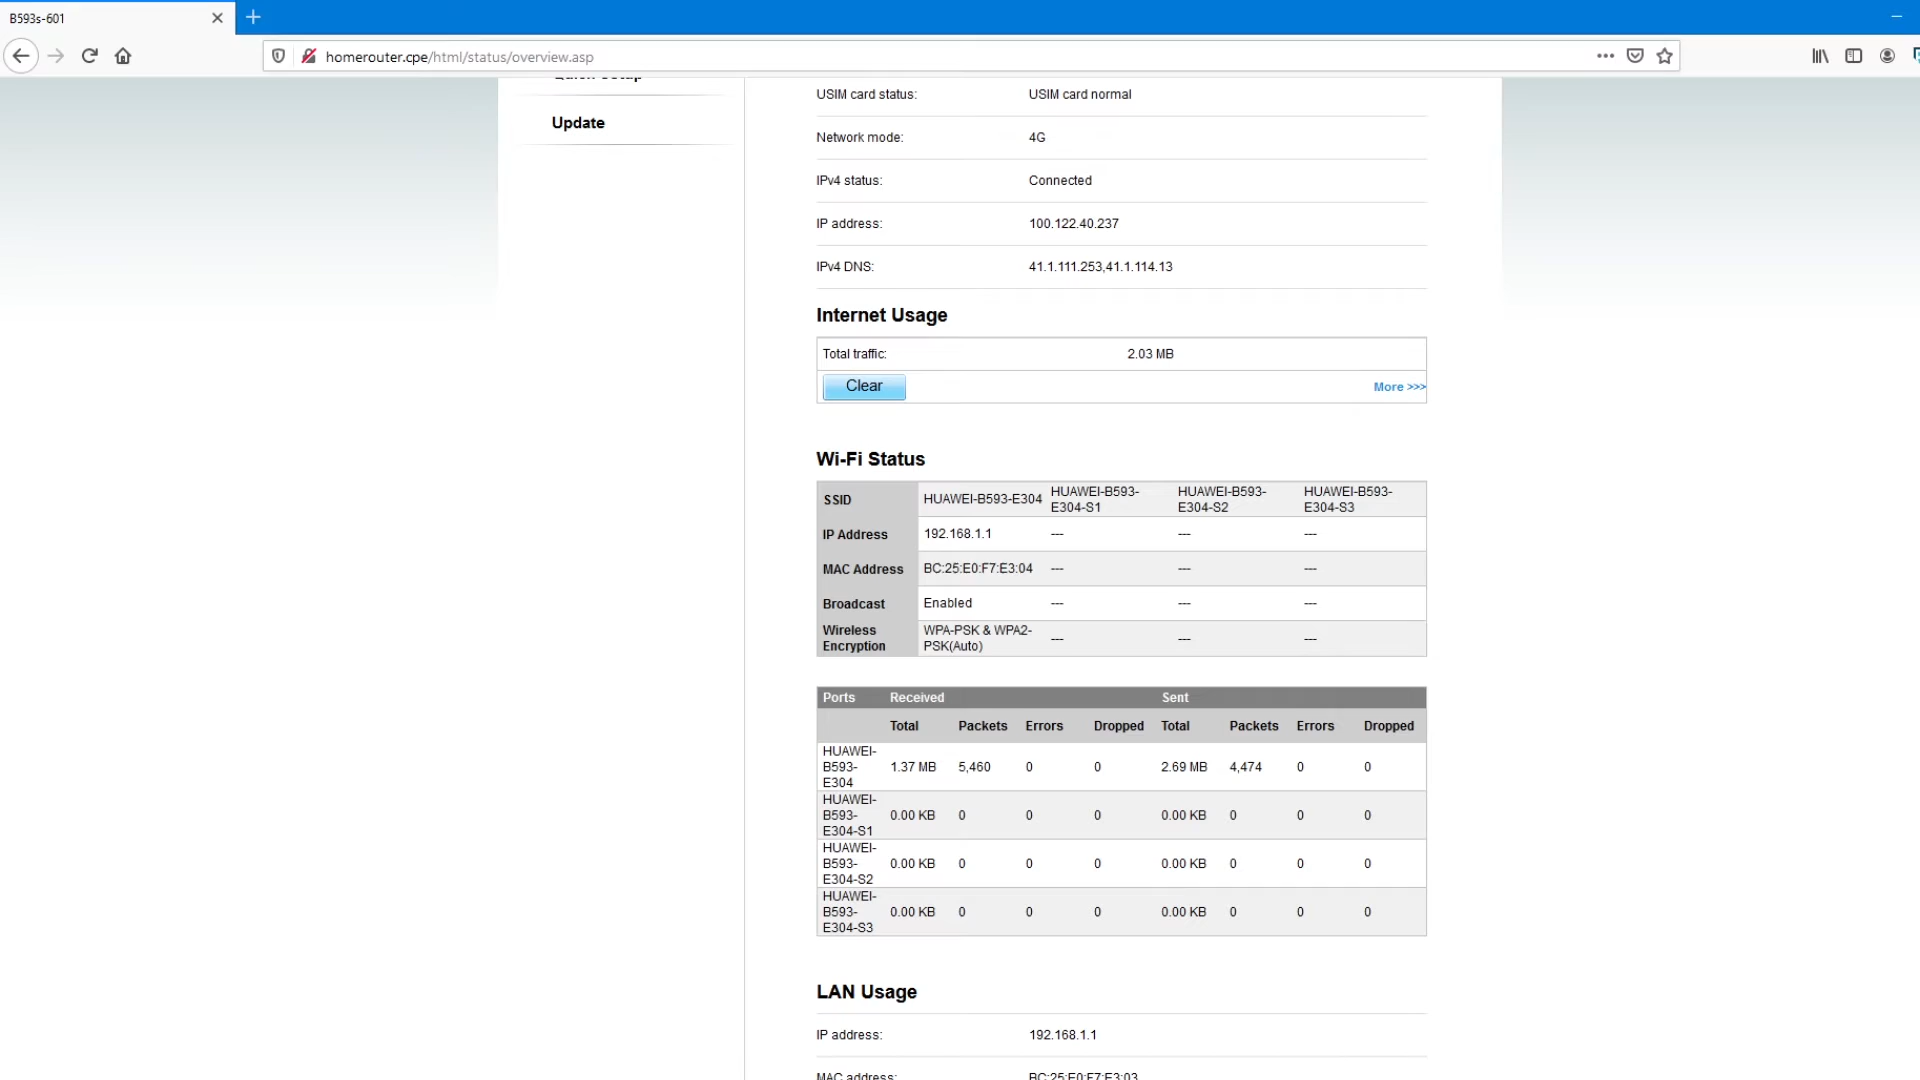 B593s-601
homerouter.cpe/html/status/overview.asp
Quick Setup
Update
USIM card status: USIM card normal
Network mode: 4G
IPv4 status: Connected
IP address: 100.122.40.237
IPv4 DNS: 41.1.111.253,41.1.114.13
Internet Usage
Total traffic: 2.03 MB
Clear More >>>
Wi-Fi Status
SSID HUAWEI-B593-E304 HUAWEI-B593- HUAWEI-B593- HUAWEI-B593-
E304-S1 E304-S2 E304-S3
IP Address 192.168.1.1 --- --- ---
MAC Address BC:25:E0:F7:E3:04 --- --- ---
Broadcast Enabled --- --- ---
Wireless WPA-PSK & WPA2-
Encryption PSK(Auto) --- --- ---
Ports Received Sent
Total Packets Errors Dropped Total Packets Errors Dropped
HUAWEI-
B593- 1.37 MB 5,460 0 0 2.69 MB 4,474 0 0
E304
HUAWEI-
B593- 0.00 KB 0 0 0 0.00 KB 0 0 0
E304-S1
HUAWEI-
B593- 0.00 KB 0 0 0 0.00 KB 0 0 0
E304-S2
HUAWEI-
B593- 0.00 KB 0 0 0 0.00 KB 0 0 0
E304-S3
LAN Usage
IP address: 192.168.1.1
MAC address: BC:25:E0:F7:E3:03